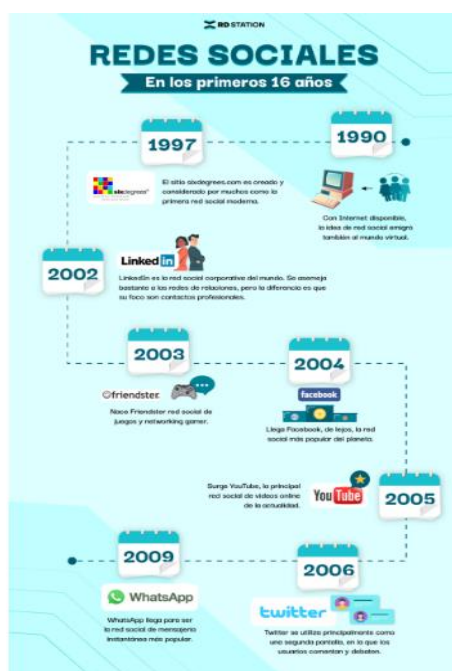 RD STATION
REDES SOCIALES
En los primeros 16 años
1990
Con Internet disponible,
la idea de red social emigró
también al mundo virtual.
1997
sixdegrees
El sitio sixdegrees.com es creado y
considerado por muchos como la
primera red social moderna.
2002
Linked in
LinkedIn es la red social corporativa del mundo. Se asemeja
bastante a las redes de relaciones, pero la diferencia es que
su foco son contactos profesionales.
2003
friendster
Nace Friendster red social de
juegos y networking gamer.
2004
facebook
Llega Facebook, de lejos, la red
social más popular del planeta.
2005
Surge YouTube, la principal
red social de videos online
de la actualidad.
YouTube
2006
twitter
Twitter se utiliza principalmente como
una segunda pantalla, en la que los
usuarios comentan y debaten.
2009
WhatsApp
WhatsApp llega para ser
la red social de mensajería
instantánea más popular.